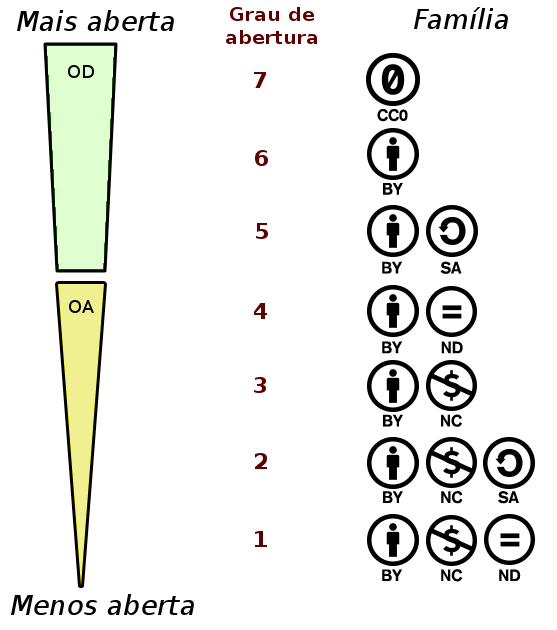 Mais aberta
Grau de
abertura
Família
OD
7
CC0
6
BY
5
BY SA
OA
4
BY ND
3
BY NC
2
BY NC SA
1
BY NC ND
Menos aberta